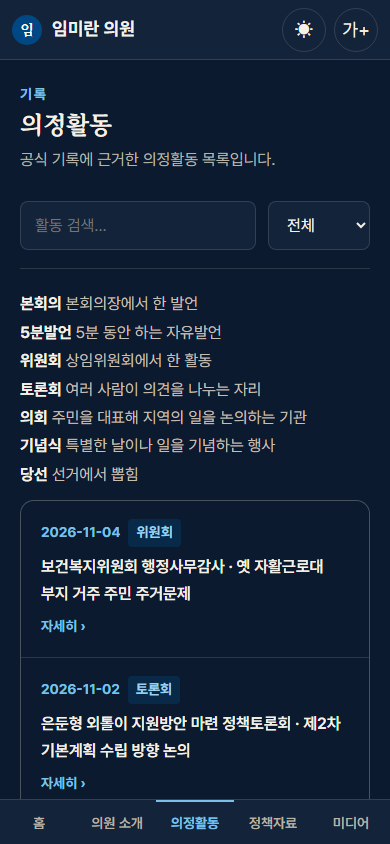 임 임미란 의원 가+
기록
의정활동
공식 기록에 근거한 의정활동 목록입니다.
활동 검색... 전체
본회의 본회의장에서 한 발언
5분발언 5분 동안 하는 자유발언
위원회 상임위원회에서 한 활동
토론회 여러 사람이 의견을 나누는 자리
의회 주민을 대표해 지역의 일을 논의하는 기관
기념식 특별한 날이나 일을 기념하는 행사
당선 선거에서 뽑힘
2026-11-04 위원회
보건복지위원회 행정사무감사 · 옛 자활근로대
부지 거주 주민 주거문제
자세히 ›
2026-11-02 토론회
은둔형 외톨이 지원방안 마련 정책토론회 · 제2차
기본계획 수립 방향 논의
자세히 ›
홈 의원 소개 의정활동 정책자료 미디어